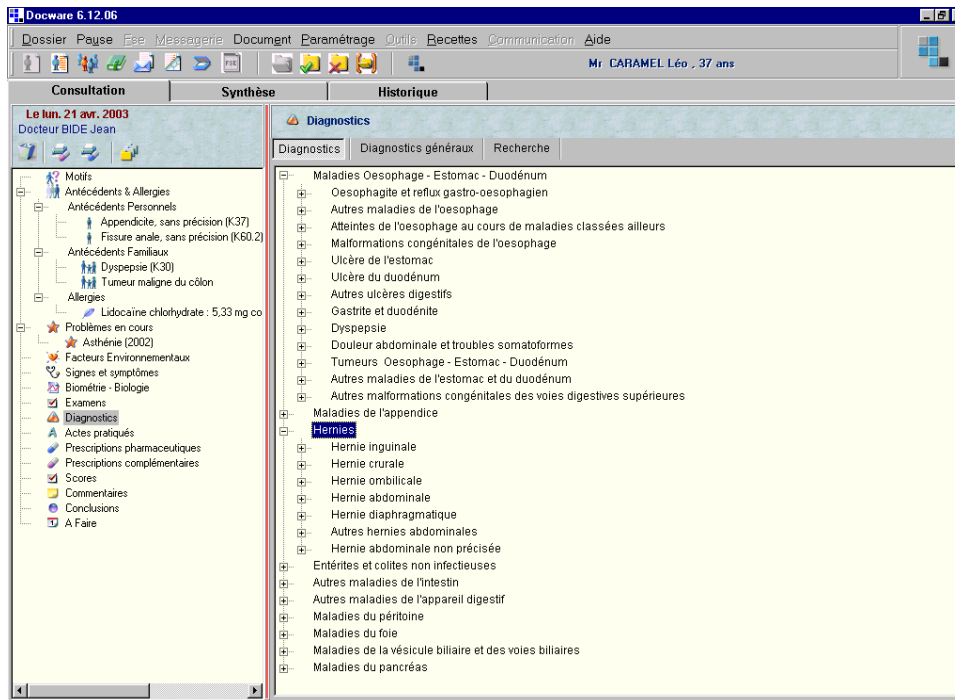 Docware 6.12.06
Dossier Pause Fse Messagerie Document Paramétrage Outils Recettes Communication Aide
FSE
Mr CARAMEL Léo , 37 ans
Consultation Synthèse Historique
Le lun. 21 avr. 2003
Docteur BIDE Jean
Motifs
Antécédents & Allergies
Antécédents Personnels
Appendicite, sans précision (K37)
Fissure anale, sans précision (K60.2)
Antécédents Familiaux
Dyspepsie (K30)
Tumeur maligne du côlon
Allergies
Lidocaïne chlorhydrate : 5,33 mg co
Problèmes en cours
Asthénie (2002)
Facteurs Environnementaux
Signes et symptômes
Biométrie - Biologie
Examens
Diagnostics
Actes pratiqués
Prescriptions pharmaceutiques
Prescriptions complémentaires
Scores
Commentaires
Conclusions
A Faire
Diagnostics
Diagnostics Diagnostics généraux Recherche
Maladies Oesophage - Estomac - Duodénum
Oesophagite et reflux gastro-oesophagien
Autres maladies de l'oesophage
Atteintes de l'oesophage au cours de maladies classées ailleurs
Malformations congénitales de l'oesophage
Ulcère de l'estomac
Ulcère du duodénum
Autres ulcères digestifs
Gastrite et duodénite
Dyspepsie
Douleur abdominale et troubles somatoformes
Tumeurs Oesophage - Estomac - Duodénum
Autres maladies de l'estomac et du duodénum
Autres malformations congénitales des voies digestives supérieures
Maladies de l'appendice
Hernies
Hernie inguinale
Hernie crurale
Hernie ombilicale
Hernie abdominale
Hernie diaphragmatique
Autres hernies abdominales
Hernie abdominale non précisée
Entérites et colites non infectieuses
Autres maladies de l'intestin
Autres maladies de l'appareil digestif
Maladies du péritoine
Maladies du foie
Maladies de la vésicule biliaire et des voies biliaires
Maladies du pancréas